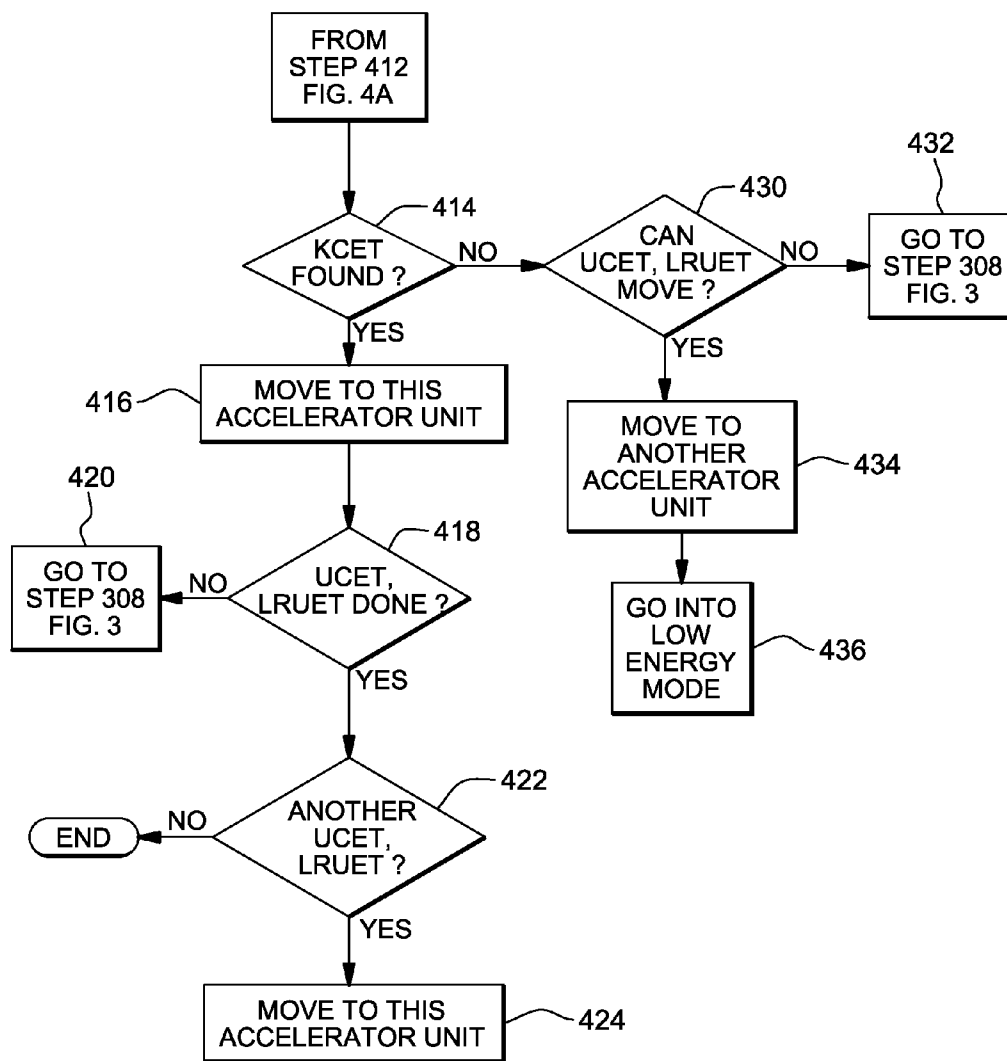 FROM
STEP 412
FIG. 4A
414
KCET
FOUND ?
NO
YES
430
CAN
UCET, LRUET
MOVE ?
NO
YES
432
GO TO
STEP 308
FIG. 3
416
MOVE TO THIS
ACCELERATOR UNIT
MOVE TO
ANOTHER
ACCELERATOR
UNIT
434
418
UCET,
LRUET DONE ?
NO
YES
420
GO TO
STEP 308
FIG. 3
GO INTO
LOW
ENERGY
MODE
436
422
ANOTHER
UCET,
LRUET ?
NO
YES
END
MOVE TO THIS
ACCELERATOR UNIT
424